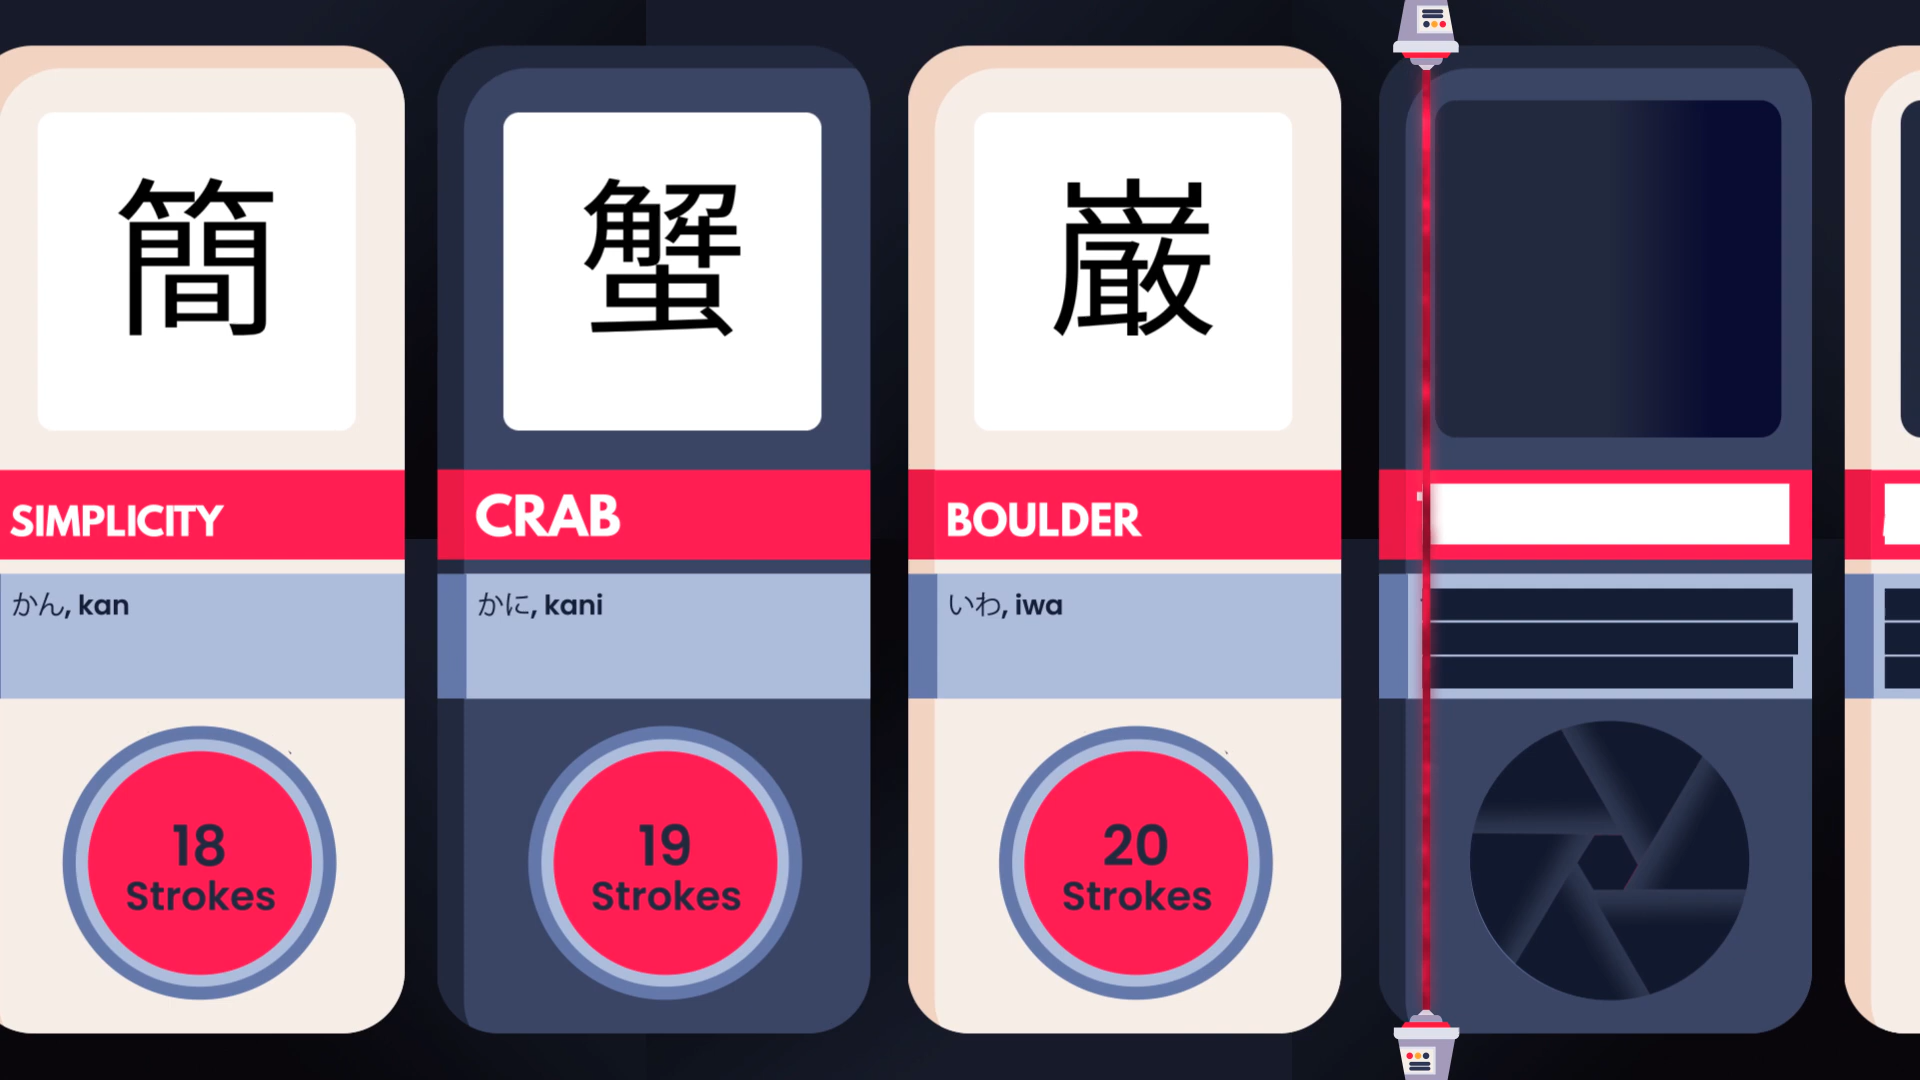 簡
SIMPLICITY
かん, kan
18
Strokes
蟹
CRAB
かに, kani
19
Strokes
巌
BOULDER
いわ, iwa
20
Strokes